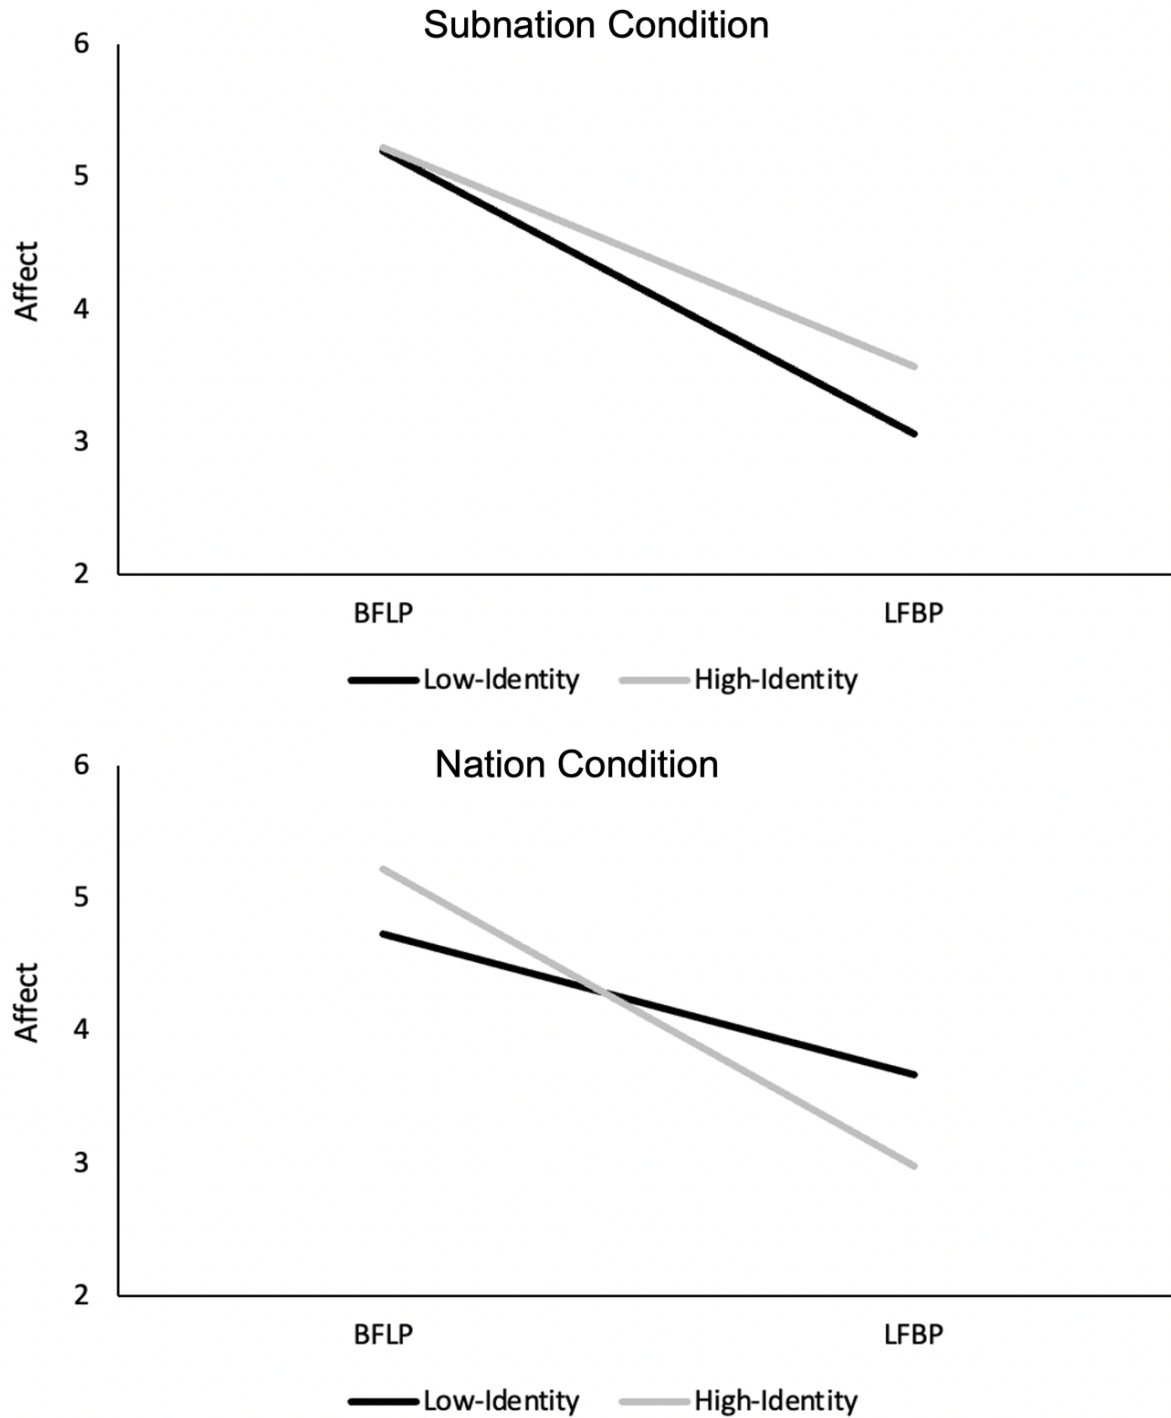 Subnation Condition
6
5
4
3
2
Affect
BFLP LFBP
Low-Identity High-Identity
Nation Condition
6
5
4
3
2
Affect
BFLP LFBP
Low-Identity High-Identity